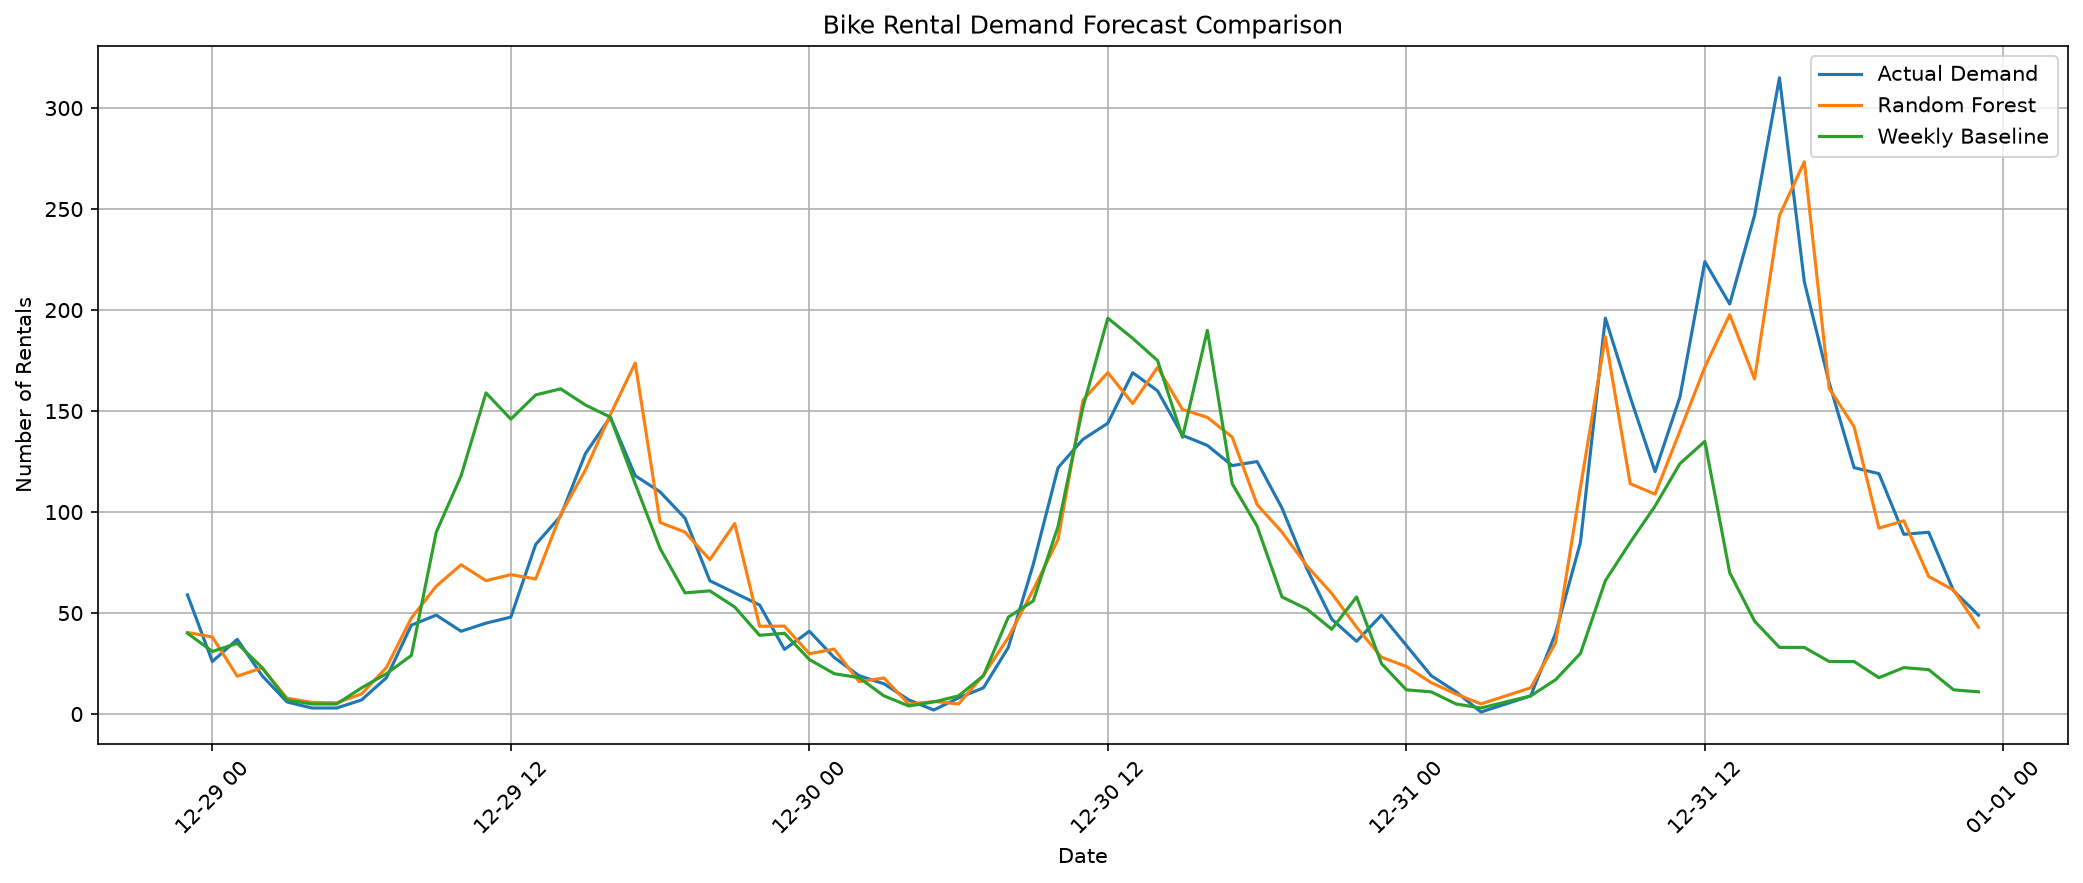 Bike Rental Demand Forecast Comparison
Actual Demand
Random Forest
Weekly Baseline
Number of Rentals
300
250
200
150
100
50
0
12-29 00
12-29 12
12-30 00
12-30 12
12-31 00
12-31 12
01-01 00
Date